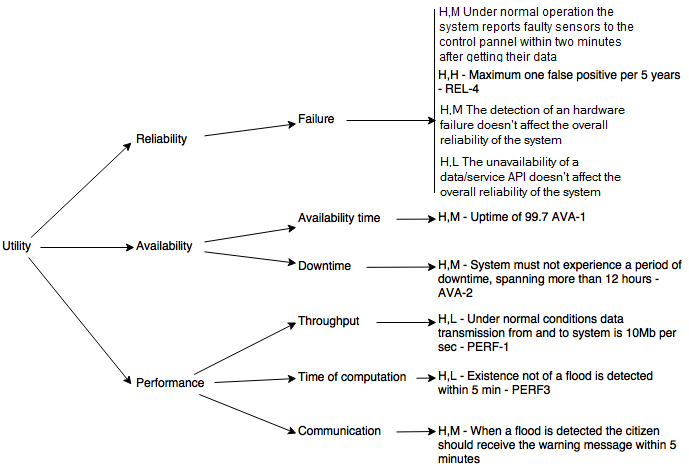 H,M Under normal operation the
system reports faulty sensors to the
control pannel within two minutes
after getting their data
H,H - Maximum one false positive per 5 years
- REL-4
Failure
H,M The detection of an hardware
failure doesn't affect the overall
reliability of the system
Reliability
H,L The unavailability of a
data/service API doesn't affect the
overall reliability of the system
Availability time
H,M - Uptime of 99.7 AVA-1
Utility
Availability
Downtime
H,M - System must not experience a period of
downtime, spanning more than 12 hours -
AVA-2
Throughput
H,L - Under normal conditions data
transmission from and to system is 10Mb per
sec - PERF-1
Performance
Time of computation
H,L - Existence not of a flood is detected
within 5 min - PERF3
Communication
H,M - When a flood is detected the citizen
should receive the warning message within 5
minutes